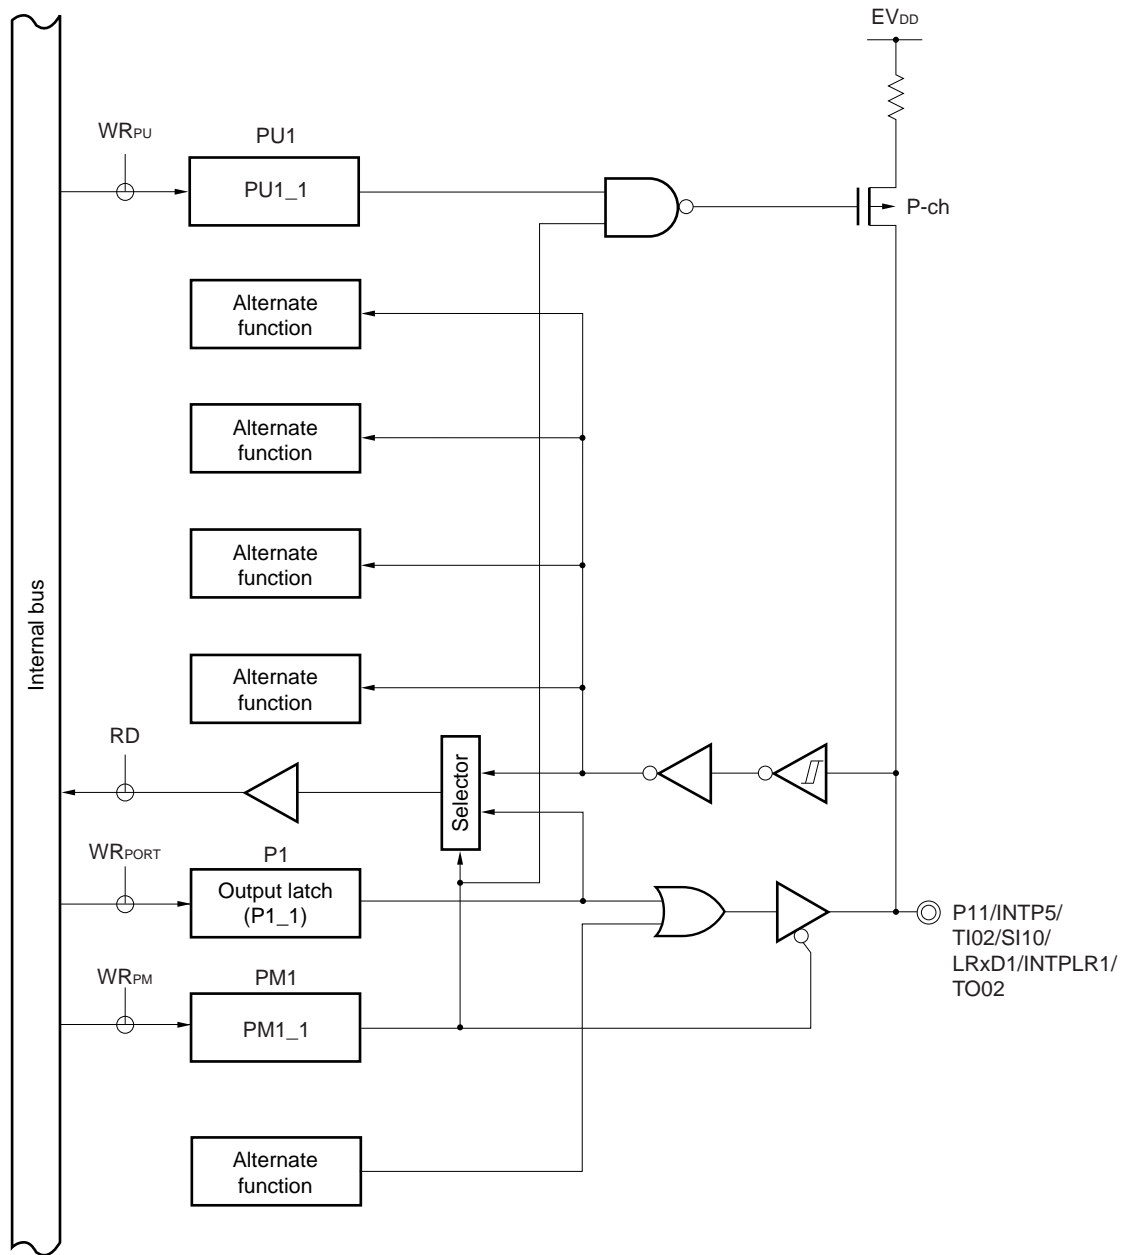 EVDD
WRPU
PU1
PU1_1
P-ch
Alternate
function
Alternate
function
Alternate
function
Alternate
function
Internal bus
RD
Selector
WRPORT
P1
Output latch
(P1_1)
P11/INTP5/
TI02/SI10/
LRxD1/INTPLR1/
TO02
WRPM
PM1
PM1_1
Alternate
function